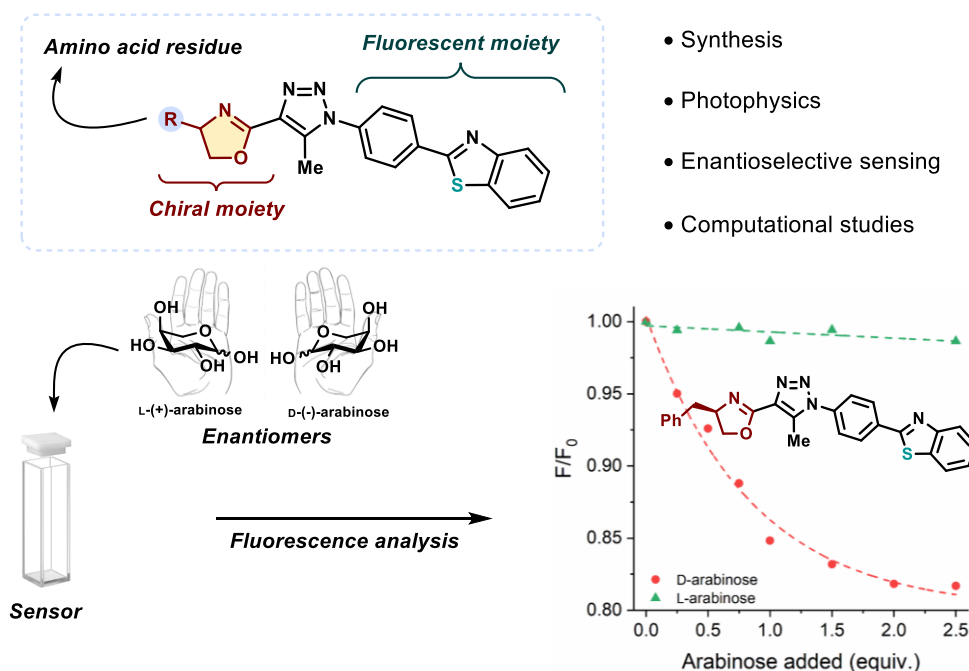 Amino acid residue
Fluorescent moiety
R
N
O
N N
N
N
Me
N
S
Chiral moiety
• Synthesis
• Photophysics
• Enantioselective sensing
• Computational studies
OH
O
HO
OH
OH
L-(+)-arabinose
OH
O
HO
OH
OH
D-(-)-arabinose
Enantiomers
Sensor
Fluorescence analysis
F/F0
1.00
0.95
0.90
0.85
0.80
Ph
N
O
N N
N
Me
N
S
D-arabinose
L-arabinose
0.0 0.5 1.0 1.5 2.0 2.5
Arabinose added (equiv.)